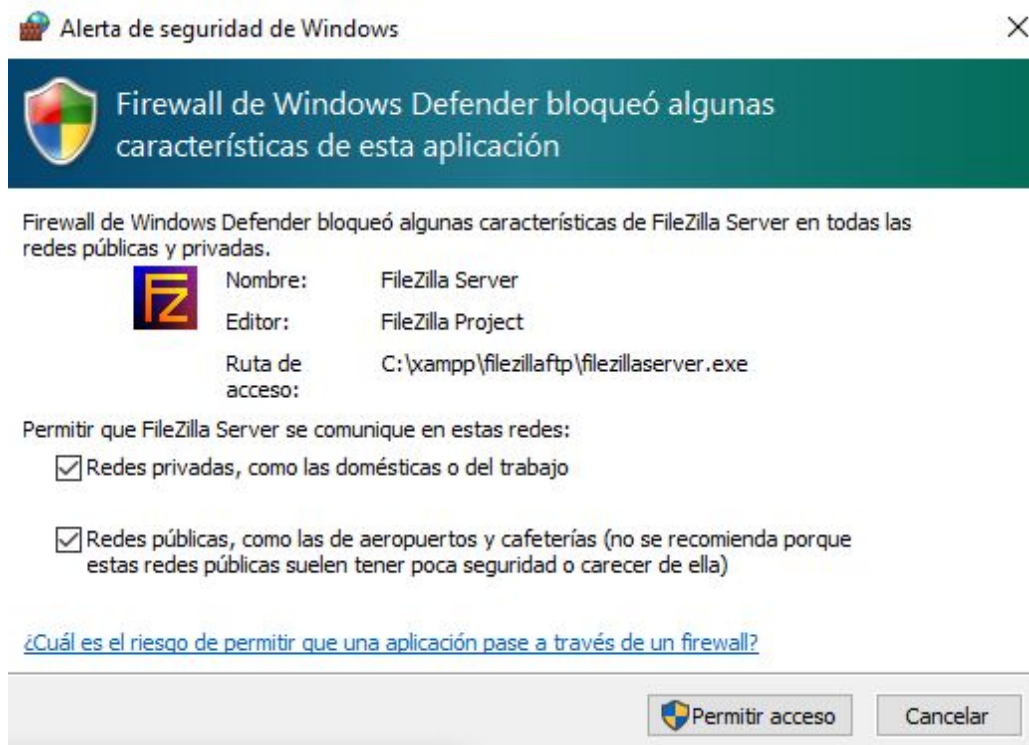 Alerta de seguridad de Windows
Firewall de Windows Defender bloqueó algunas
características de esta aplicación
Firewall de Windows Defender bloqueó algunas características de FileZilla Server en todas las
redes públicas y privadas.
Fz
Nombre: FileZilla Server
Editor: FileZilla Project
Ruta de C:\xampp\filezillaftp\filezillaserver.exe
acceso:
Permitir que FileZilla Server se comunique en estas redes:
Redes privadas, como las domésticas o del trabajo
Redes públicas, como las de aeropuertos y cafeterías (no se recomienda porque
estas redes públicas suelen tener poca seguridad o carecer de ella)
¿Cuál es el riesgo de permitir que una aplicación pase a través de un firewall?
Permitir acceso Cancelar